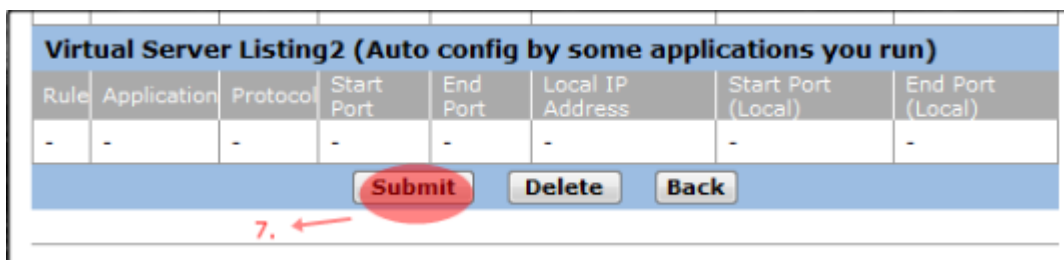 Virtual Server Listing2 (Auto config by some applications you run)
Rule Application Protocol Start Port End Port Local IP Address Start Port (Local) End Port (Local)
- - - - - - - -
Submit Delete Back
7.